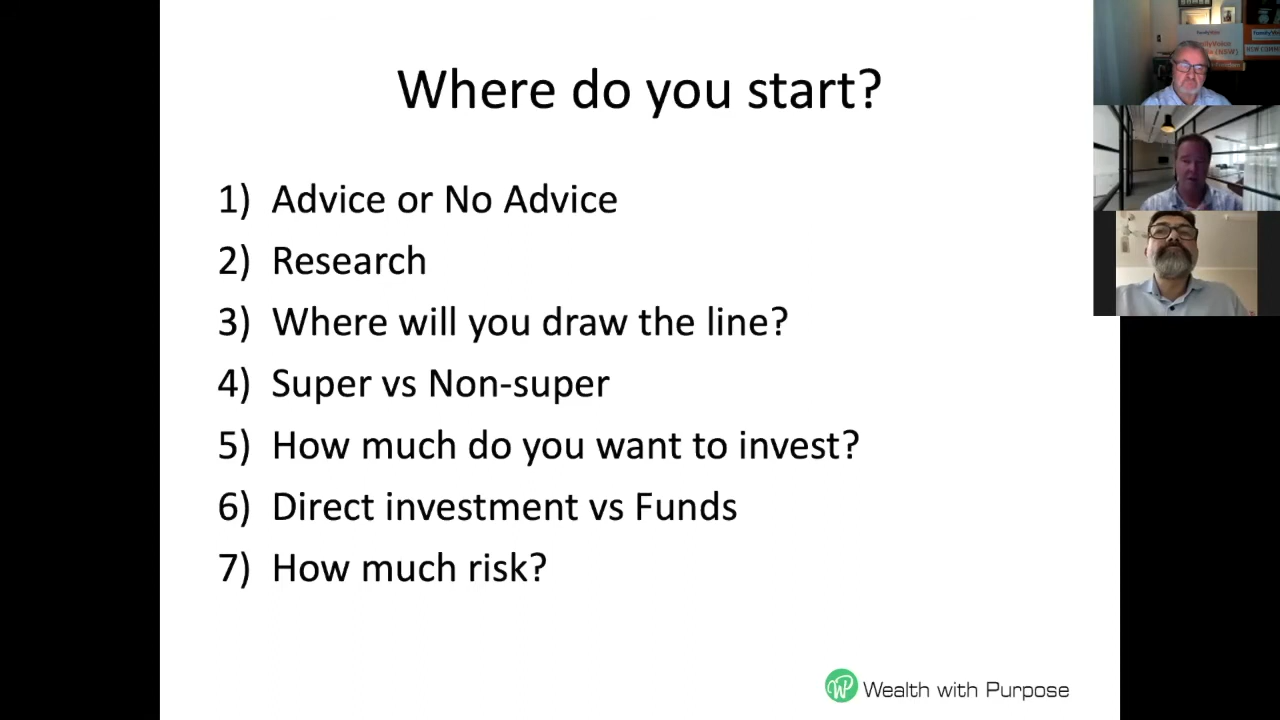 Where do you start?
1) Advice or No Advice
2) Research
3) Where will you draw the line?
4) Super vs Non-super
5) How much do you want to invest?
6) Direct investment vs Funds
7) How much risk?
Wealth with Purpose